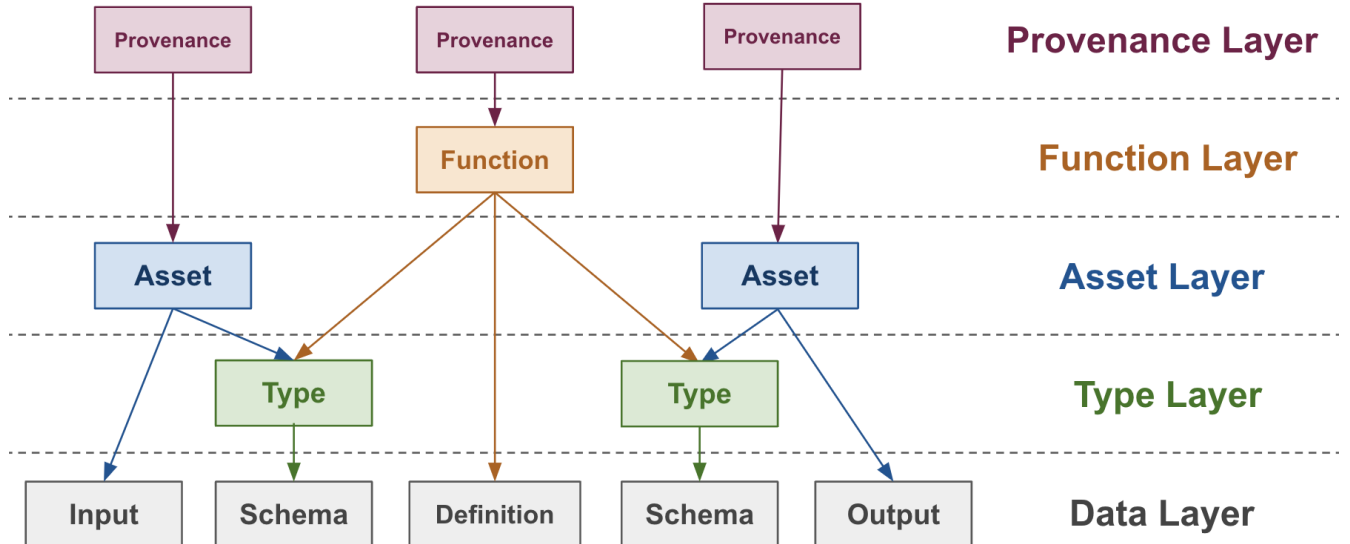 Provenance
Provenance
Provenance
Provenance Layer
Function
Function Layer
Asset
Asset
Asset Layer
Type
Type
Type Layer
Input
Schema
Definition
Schema
Output
Data Layer